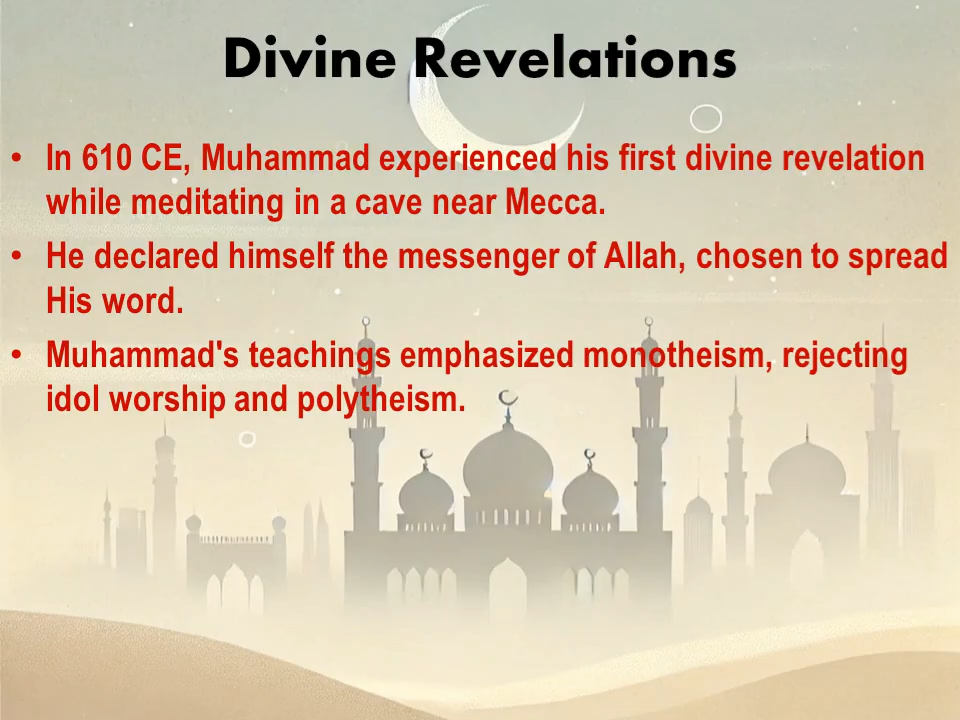 Divine Revelations
• In 610 CE, Muhammad experienced his first divine revelation
while meditating in a cave near Mecca.
• He declared himself the messenger of Allah, chosen to spread
His word.
• Muhammad's teachings emphasized monotheism, rejecting
idol worship and polytheism.